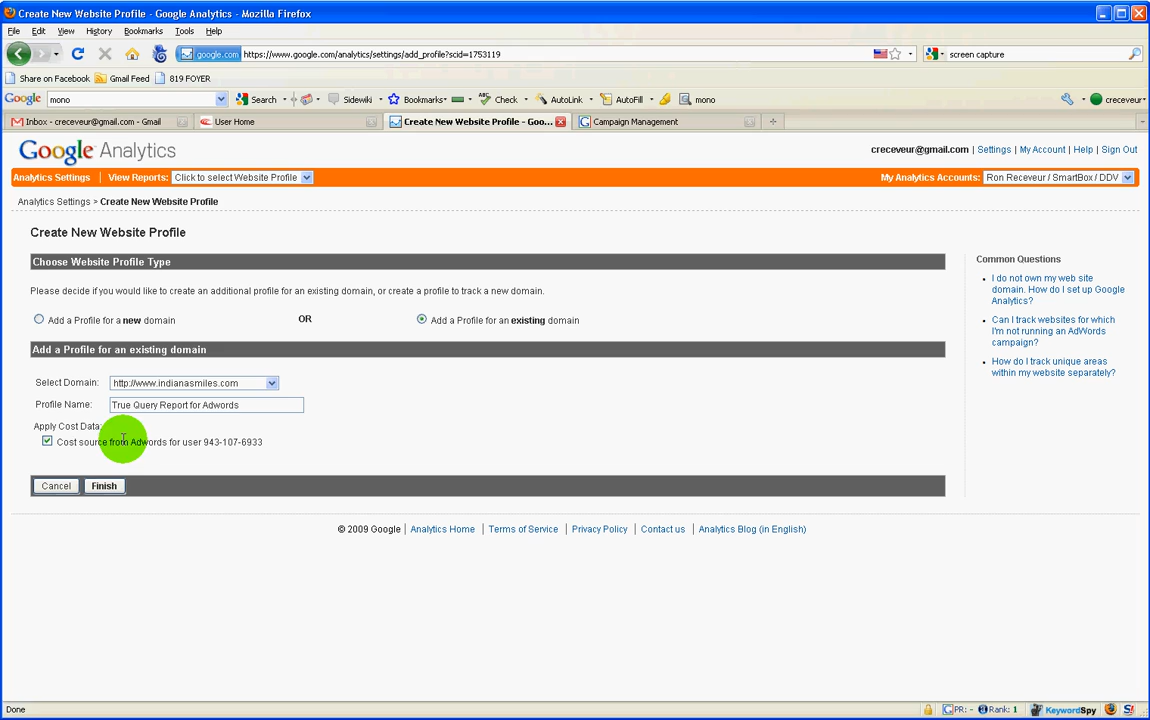 Create New Website Profile - Google Analytics - Mozilla Firefox
File Edit View History Bookmarks Tools Help
google.com https://www.google.com/analytics/settings/add_profile?scid=1753119 screen capture
Share on Facebook Gmail Feed 819 FOYER
Google mono Search Sidewiki Bookmarks Check AutoLink AutoFill mono creceveur
Inbox - creceveur@gmail.com - Gmail User Home Create New Website Profile - Goo... Campaign Management
Google Analytics
creceveur@gmail.com | Settings | My Account | Help | Sign Out
Analytics Settings | View Reports: Click to select Website Profile My Analytics Accounts: Ron Receveur / SmartBox / DDV
Analytics Settings > Create New Website Profile
Create New Website Profile
Choose Website Profile Type
Please decide if you would like to create an additional profile for an existing domain, or create a profile to track a new domain.
Add a Profile for a new domain OR Add a Profile for an existing domain
Add a Profile for an existing domain
Select Domain: http://www.indianasmiles.com
Profile Name: True Query Report for Adwords
Apply Cost Data:
Cost source from Adwords for user 943-107-6933
Cancel Finish
Common Questions
I do not own my web site
domain. How do I set up Google
Analytics?
Can I track websites for which
I'm not running an AdWords
campaign?
How do I track unique areas
within my website separately?
© 2009 Google | Analytics Home | Terms of Service | Privacy Policy | Contact us | Analytics Blog (in English)
Done PR: - Rank: 1 KeywordSpy